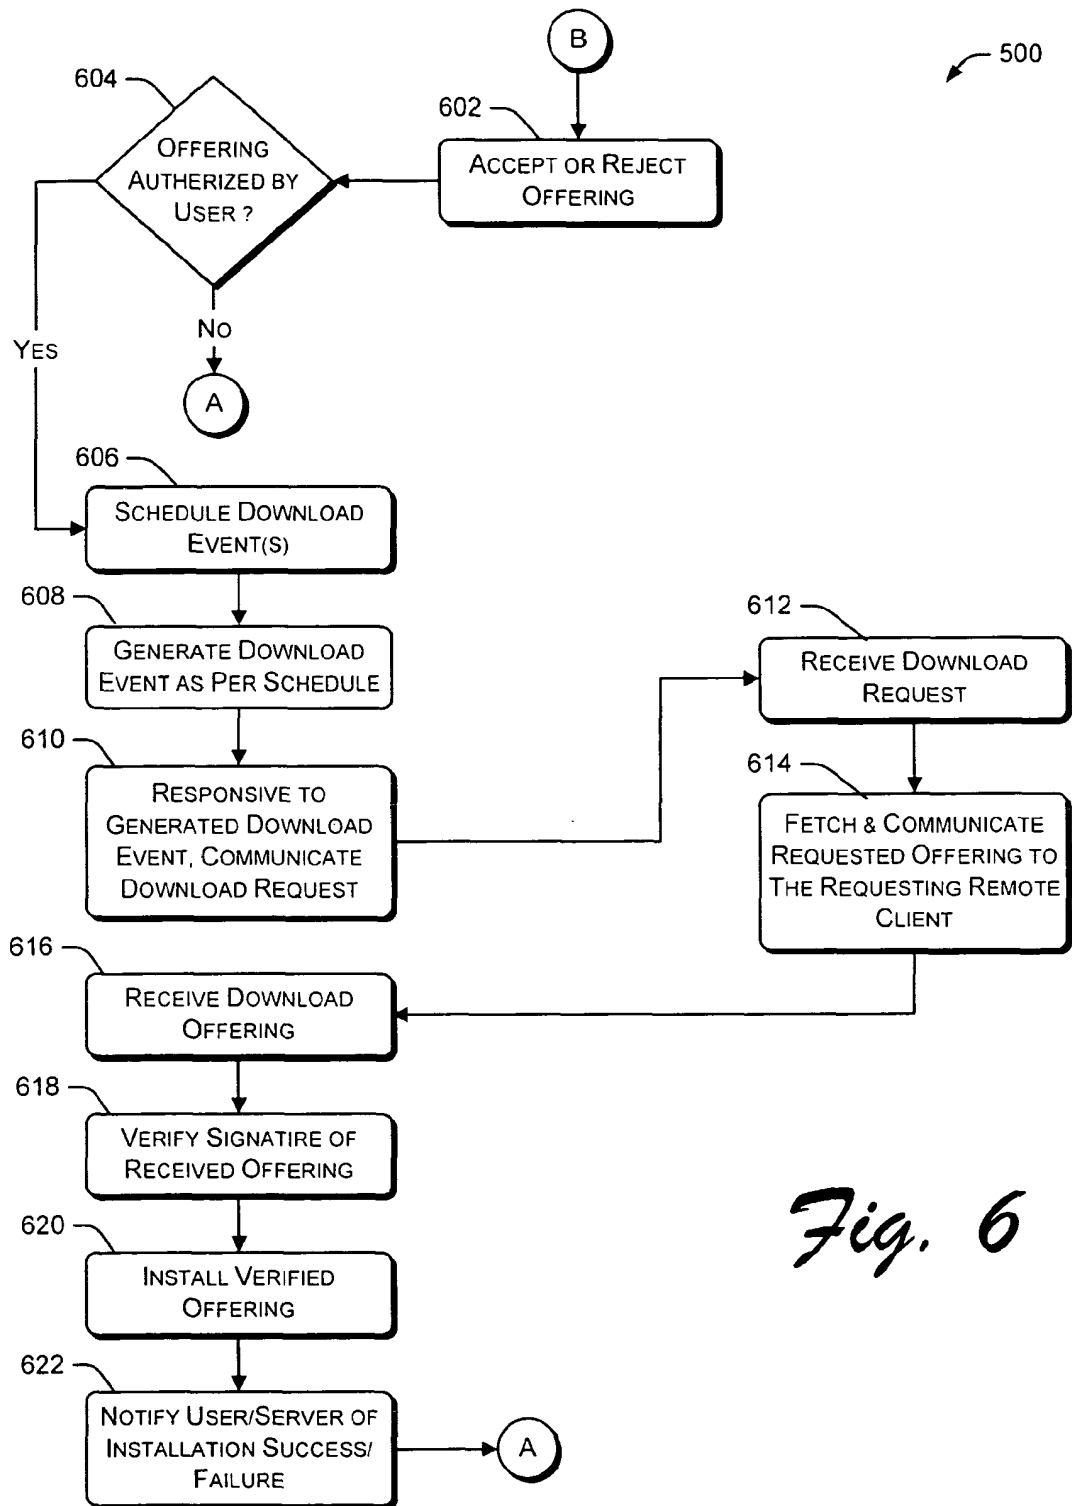 B
500
604
602
OFFERING
AUTHERIZED BY
USER ?
ACCEPT OR REJECT
OFFERING
NO
YES
A
606
SCHEDULE DOWNLOAD
EVENT(S)
608
GENERATE DOWNLOAD
EVENT AS PER SCHEDULE
612
RECEIVE DOWNLOAD
REQUEST
610
RESPONSIVE TO
GENERATED DOWNLOAD
EVENT, COMMUNICATE
DOWNLOAD REQUEST
614
FETCH & COMMUNICATE
REQUESTED OFFERING TO
THE REQUESTING REMOTE
CLIENT
616
RECEIVE DOWNLOAD
OFFERING
618
VERIFY SIGNATIRE OF
RECEIVED OFFERING
620
INSTALL VERIFIED
OFFERING
622
NOTIFY USER/SERVER OF
INSTALLATION SUCCESS/
FAILURE
A
Fig. 6